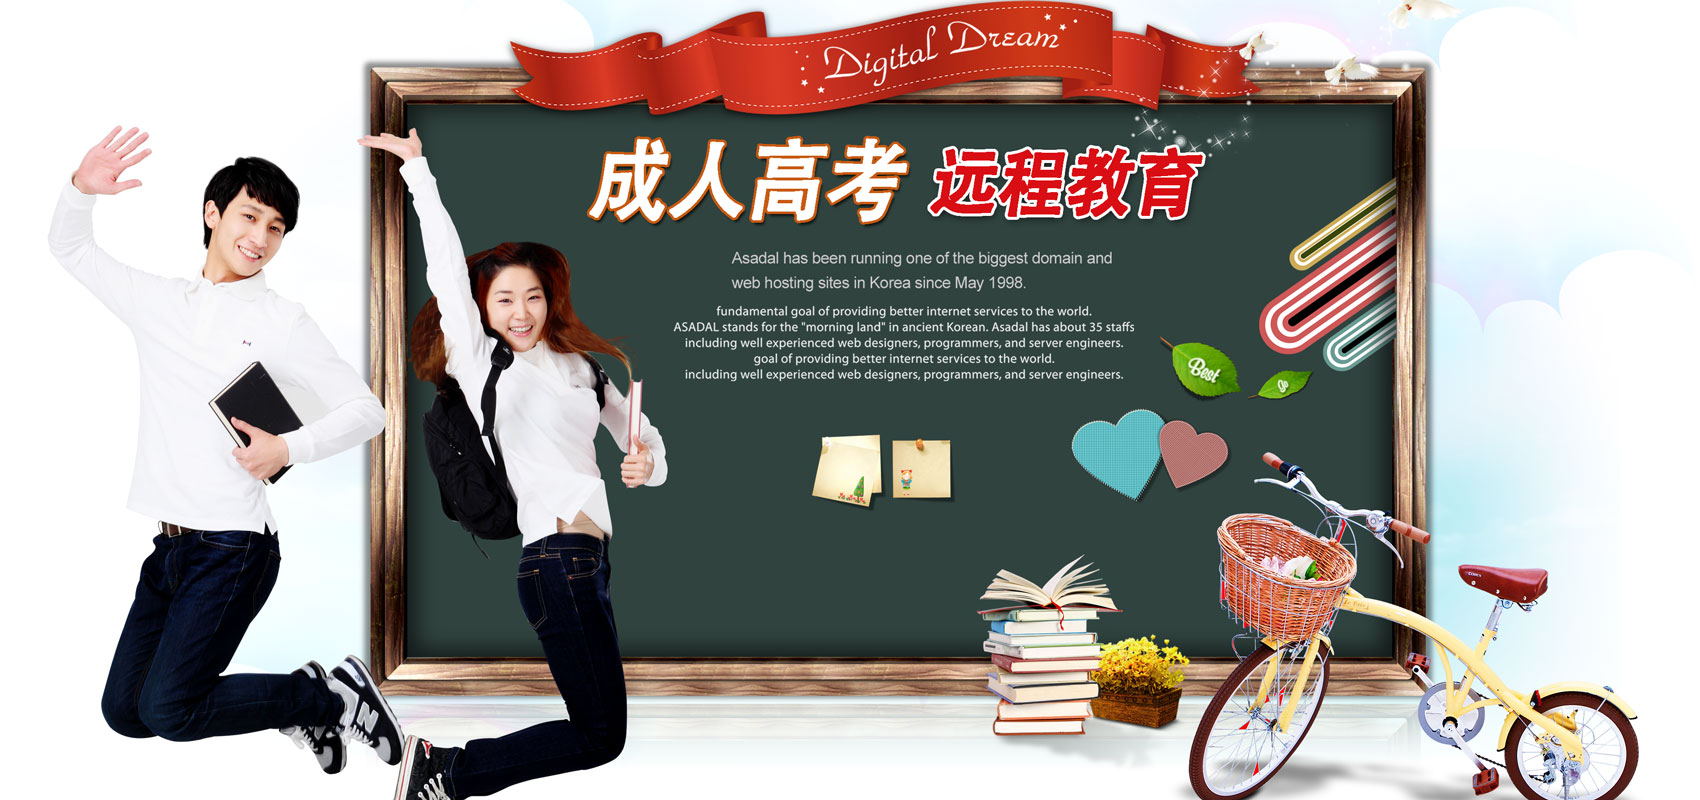 Digital Dream
成人高考 远程教育
Asadal has been running one of the biggest domain and
web hosting sites in Korea since May 1998.
fundamental goal of providing better internet services to the world.
ASADAL stands for the "morning land" in ancient Korean. Asadal has about 35 staffs
including well experienced web designers, programmers, and server engineers.
goal of providing better internet services to the world.
including well experienced web designers, programmers, and server engineers.
Best
N